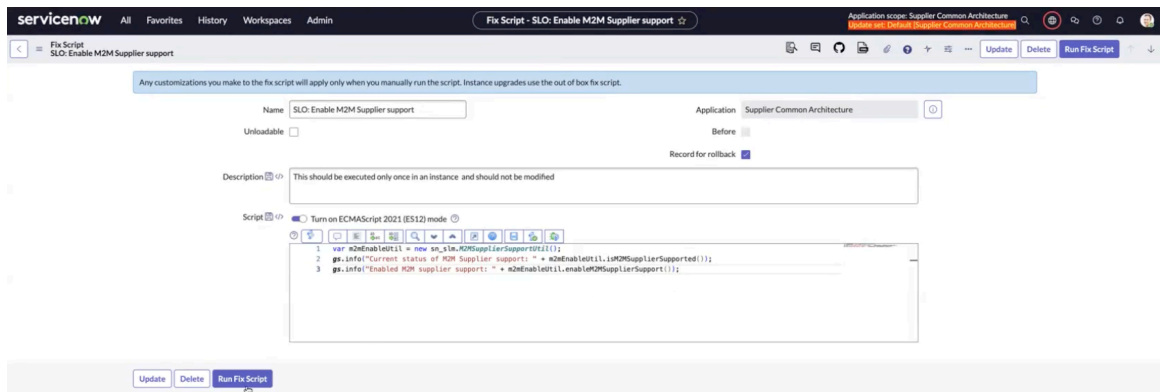 servicenow All Favorites History Workspaces Admin
Fix Script - SLO: Enable M2M Supplier support
Application scope: Supplier Common Architecture
Update set: Default [Supplier Common Architecture]
Fix Script
SLO: Enable M2M Supplier support
Update Delete Run Fix Script
Any customizations you make to the fix script will apply only when you manually run the script. Instance upgrades use the out of box fix script.
Name SLO: Enable M2M Supplier support
Application Supplier Common Architecture
Unloadable
Before
Record for rollback
Description This should be executed only once in an instance and should not be modified
Script Turn on ECMAScript 2021 (ES12) mode
1 var m2mEnableUtil = new sn_slm.M2MSupplierSupportUtil();
2 gs.info("Current status of M2M Supplier support: " + m2mEnableUtil.isM2MSupplierSupported());
3 gs.info("Enabled M2M supplier support: " + m2mEnableUtil.enableM2MSupplierSupport());
Update Delete Run Fix Script